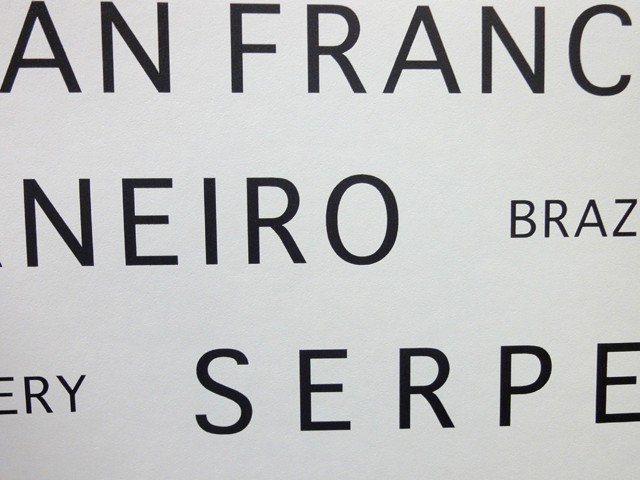 AN FRANC
ANEIRO BRAZ
ERY SERPE